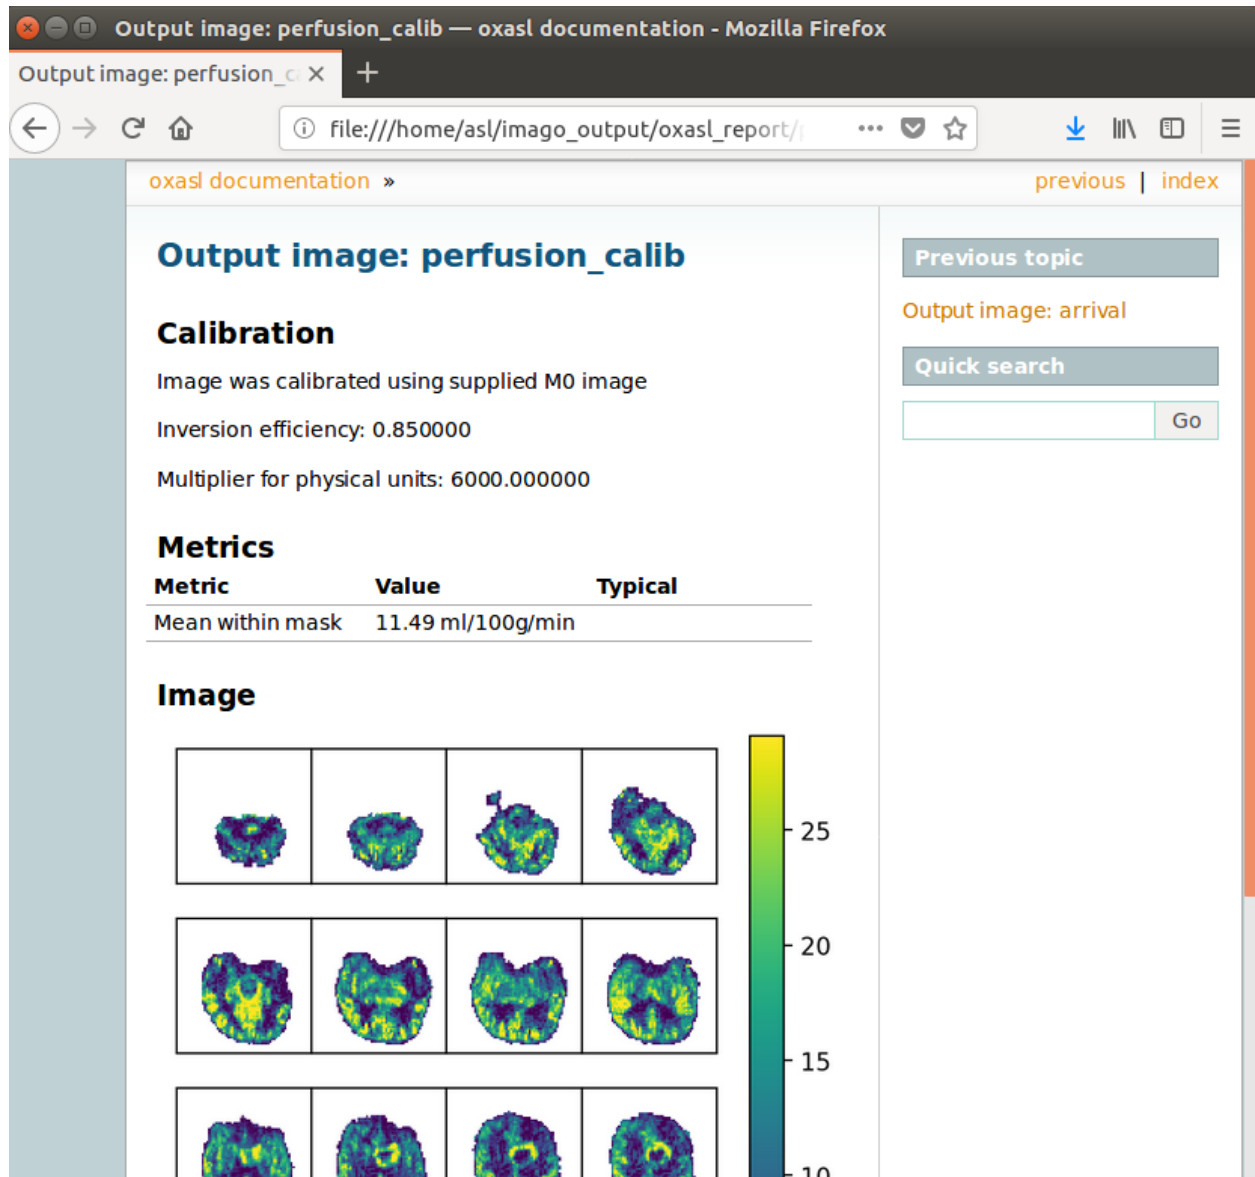 Output image: perfusion_calib — oxasl documentation - Mozilla Firefox
Output image: perfusion_c
file:///home/asl/imago_output/oxasl_report/
oxasl documentation »
previous | index
Output image: perfusion_calib
Calibration
Image was calibrated using supplied M0 image
Inversion efficiency: 0.850000
Multiplier for physical units: 6000.000000
Metrics
Metric Value Typical
Mean within mask 11.49 ml/100g/min
Image
25
20
15
10
Previous topic
Output image: arrival
Quick search
Go